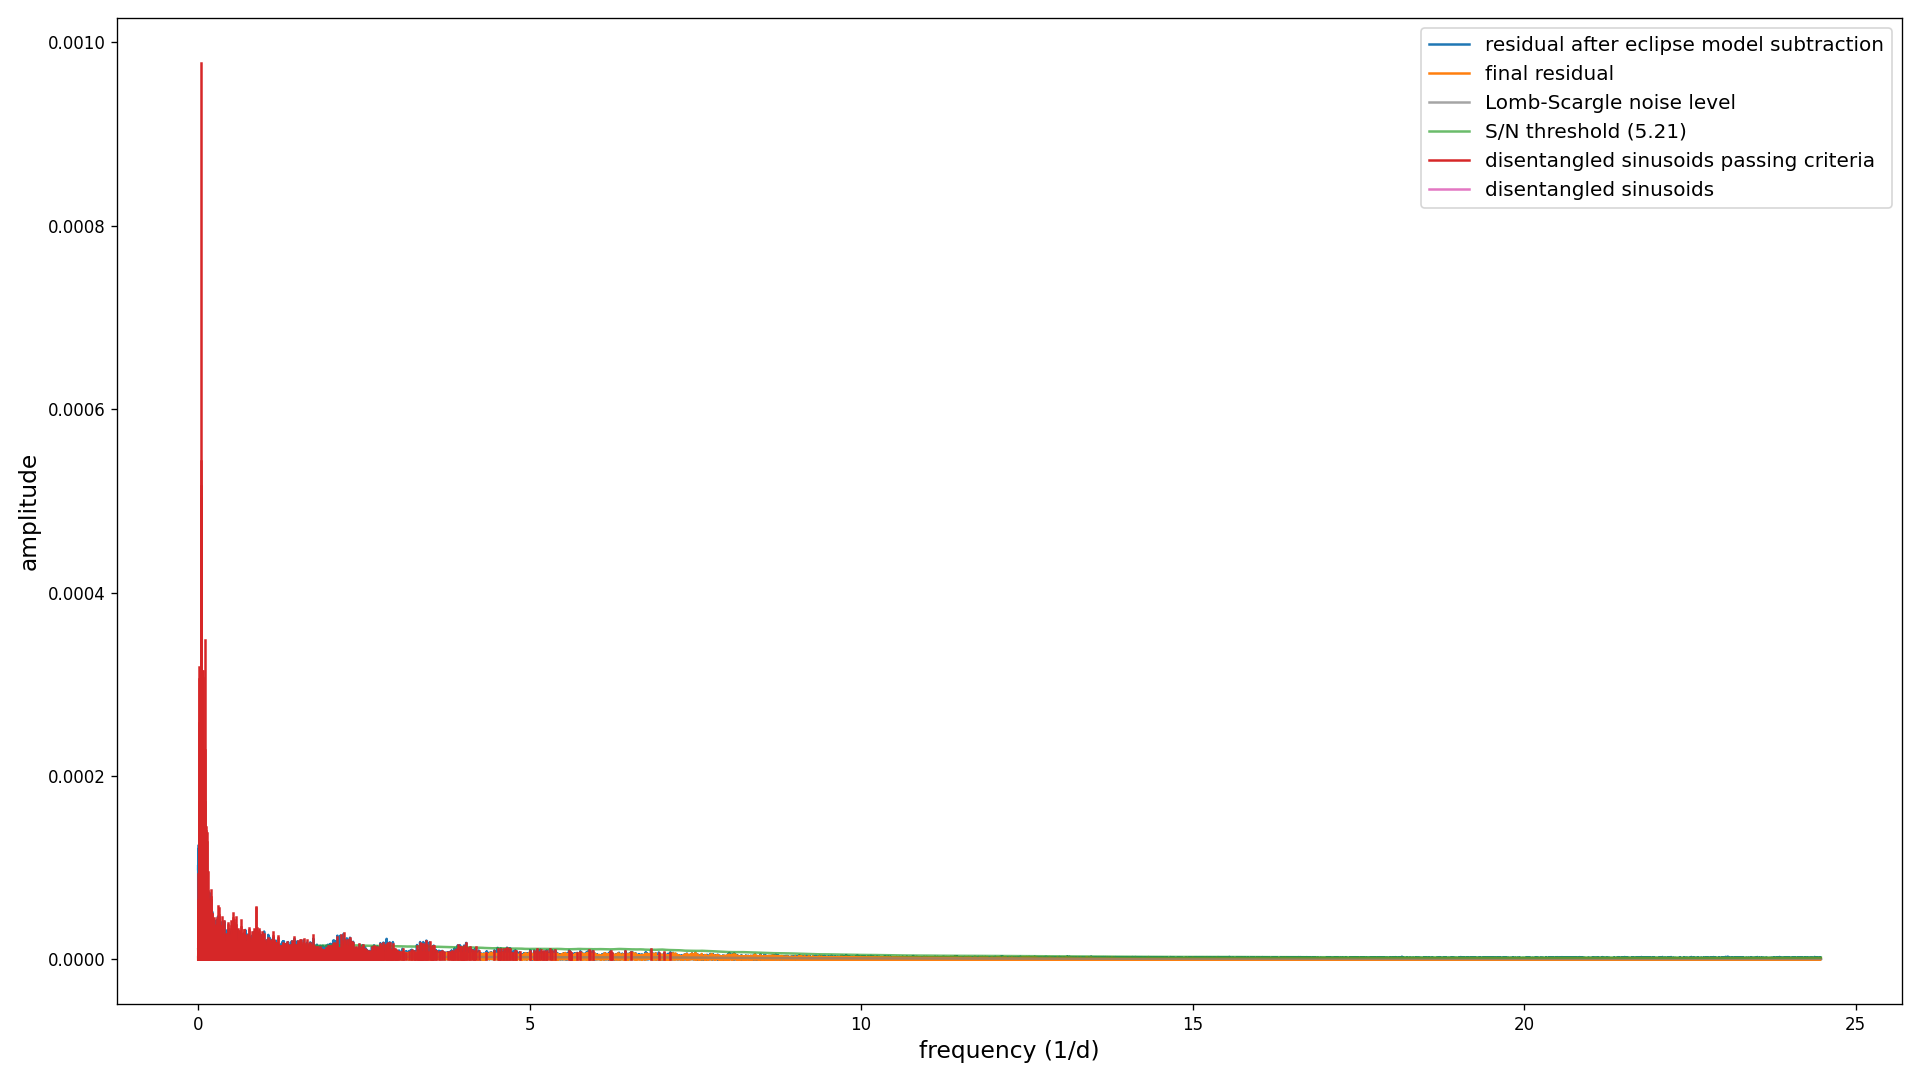 0.0010
0.0008
0.0006
0.0004
0.0002
0.0000
amplitude
0
5
10
15
20
25
frequency (1/d)
residual after eclipse model subtraction
final residual
Lomb-Scargle noise level
S/N threshold (5.21)
disentangled sinusoids passing criteria
disentangled sinusoids